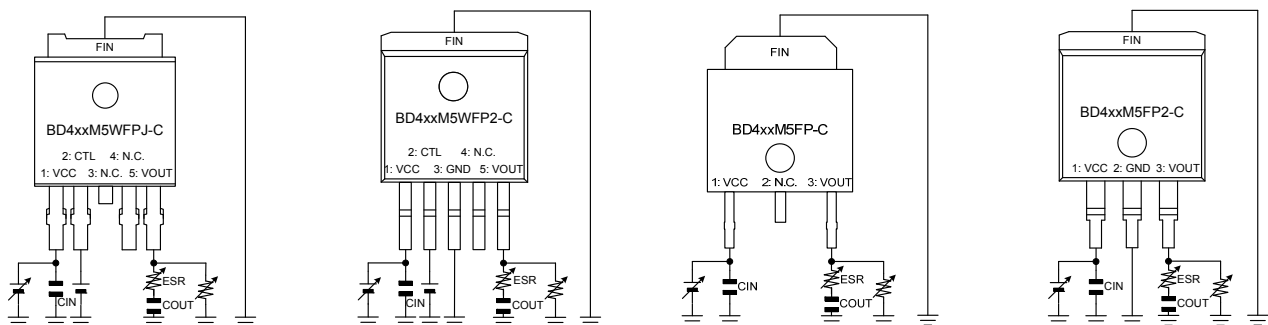 FIN
BD4xxM5WFPJ-C
2: CTL 4: N.C.
1: VCC 3: N.C. 5: VOUT
ESR
CIN
COUT
FIN
BD4xxM5WFP2-C
2: CTL 4: N.C.
1: VCC 3: GND 5: VOUT
ESR
CIN
COUT
FIN
BD4xxM5FP-C
1: VCC 2: N.C. 3: VOUT
ESR
CIN
COUT
FIN
BD4xxM5FP2-C
1: VCC 2: GND 3: VOUT
ESR
CIN
COUT